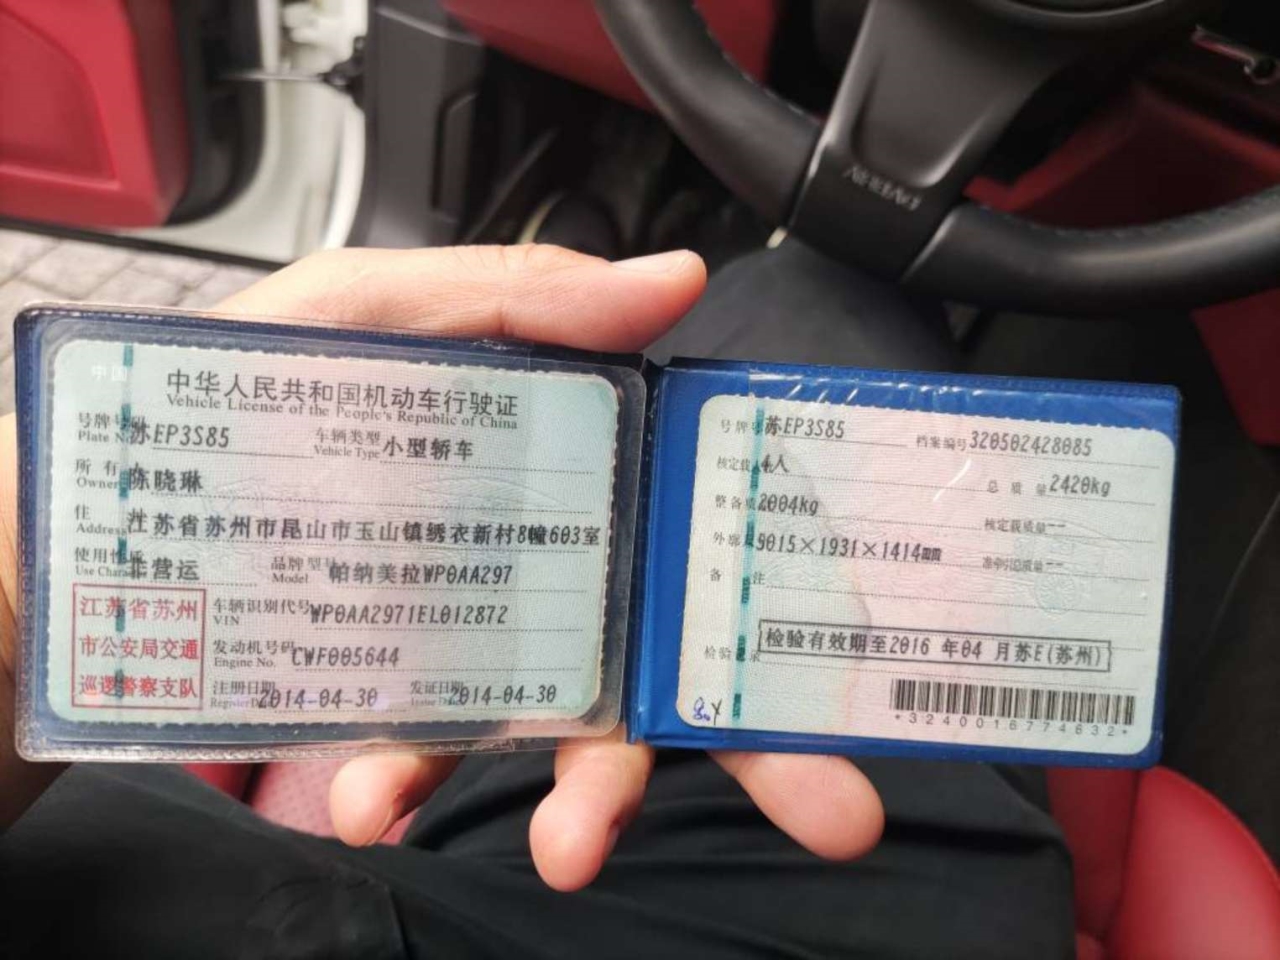 中国
中华人民共和国机动车行驶证
Vehicle License of the People's Republic of China
号牌号码 苏EP3S85 车辆类型 小型轿车
Plate No. Vehicle Type
所有人 陈晓琳
Owner
住 江苏省苏州市昆山市玉山镇绣衣新村8幢603室
Address
使用性质 非营运 品牌型号 帕纳美拉WP0AA297
Use Character Model
江苏省苏州
市公安局交通
巡逻警察支队
车辆识别代号 WP0AA2971EL012872
VIN
发动机号码 CWF005644
Engine No.
注册日期 2014-04-30 发证日期 2014-04-30
Register Date Issue Date
号牌号 苏EP3S85 档案编号 320502428085
核定载 4人 总质量 2420kg
整备质 2004kg 核定载质量 --
外廓 5015×1931×1414mm 准牵引总质量 --
备注
检验记录 检验有效期至2016年04月苏E(苏州)
*3240016774632*